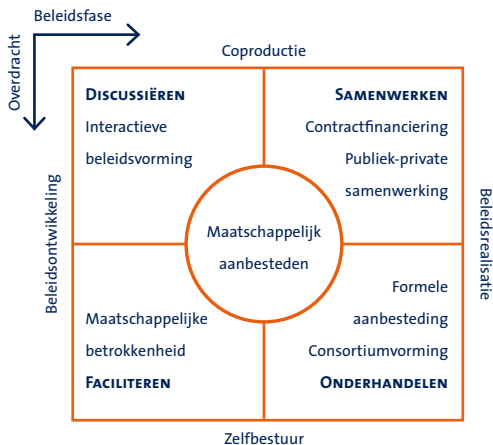 Beleidsfase
Overdracht
Coproductie
DISCUSSIËREN
Interactieve
beleidsvorming
SAMENWERKEN
Contractfinanciering
Publiek-private
samenwerking
Beleidsontwikkeling
Maatschappelijk
aanbesteden
Beleidsrealisatie
Maatschappelijke
betrokkenheid
FACILITEREN
Formele
aanbesteding
Consortiumvorming
ONDERHANDELEN
Zelfbestuur